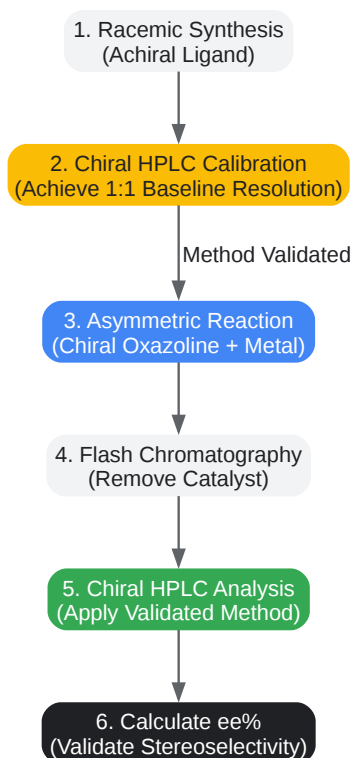 1. Racemic Synthesis
(Achiral Ligand)
2. Chiral HPLC Calibration
(Achieve 1:1 Baseline Resolution)
Method Validated
3. Asymmetric Reaction
(Chiral Oxazoline + Metal)
4. Flash Chromatography
(Remove Catalyst)
5. Chiral HPLC Analysis
(Apply Validated Method)
6. Calculate ee%
(Validate Stereoselectivity)